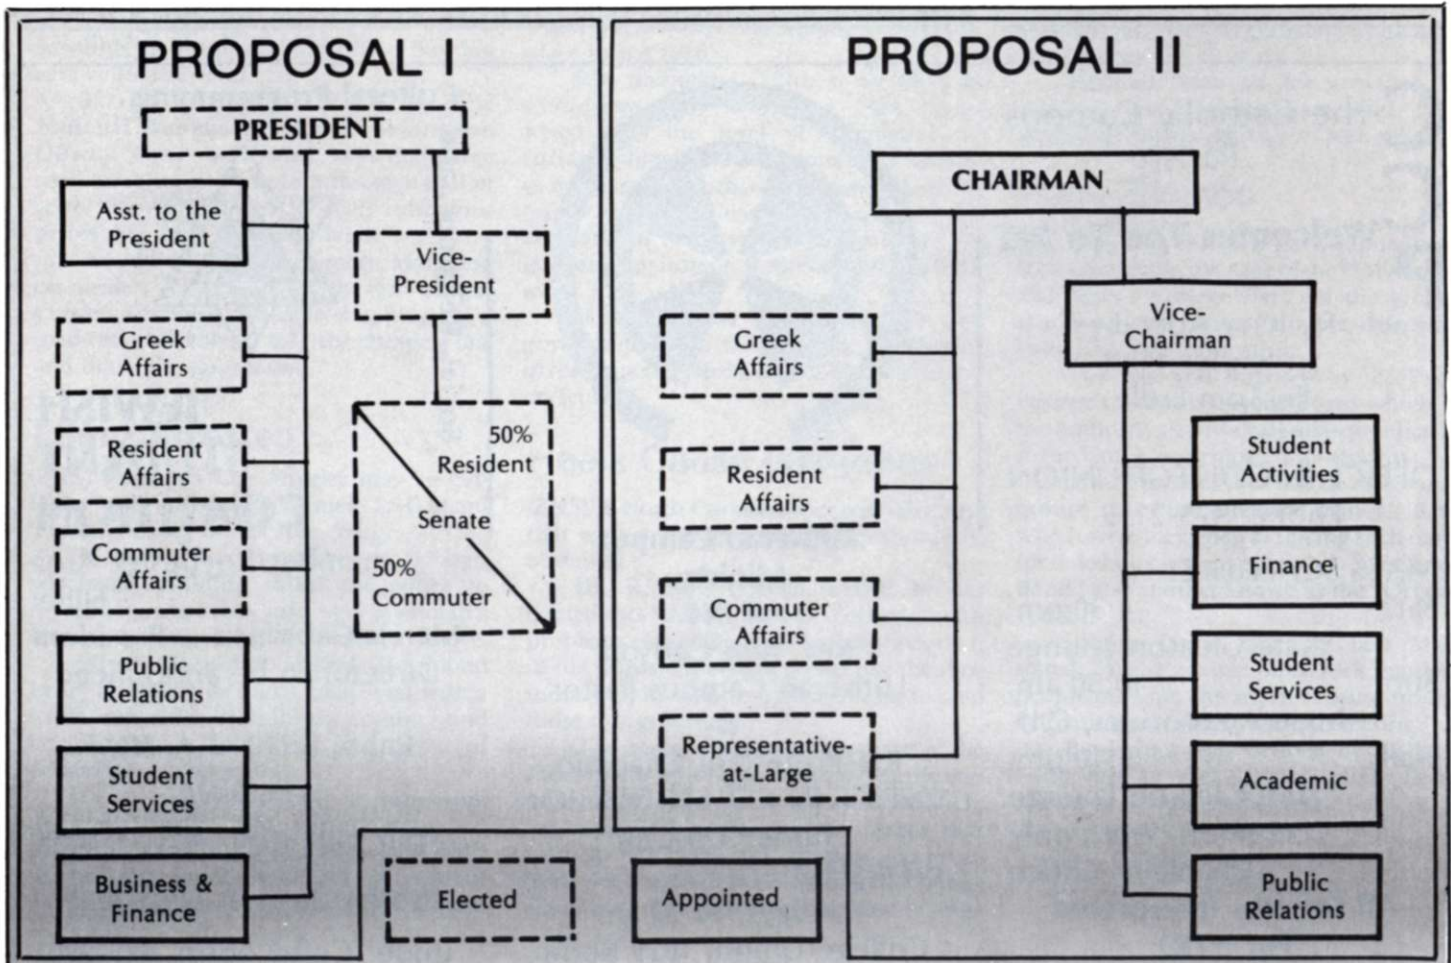 PROPOSAL I
PRESIDENT
Asst. to the
President
Vice-
President
Greek
Affairs
Resident
Affairs
Commuter
Affairs
Public
Relations
Student
Services
Business &
Finance
50%
Resident
Senate
50%
Commuter
PROPOSAL II
CHAIRMAN
Vice-
Chairman
Greek
Affairs
Resident
Affairs
Commuter
Affairs
Representative-
at-Large
Student
Activities
Finance
Student
Services
Academic
Public
Relations
Elected
Appointed